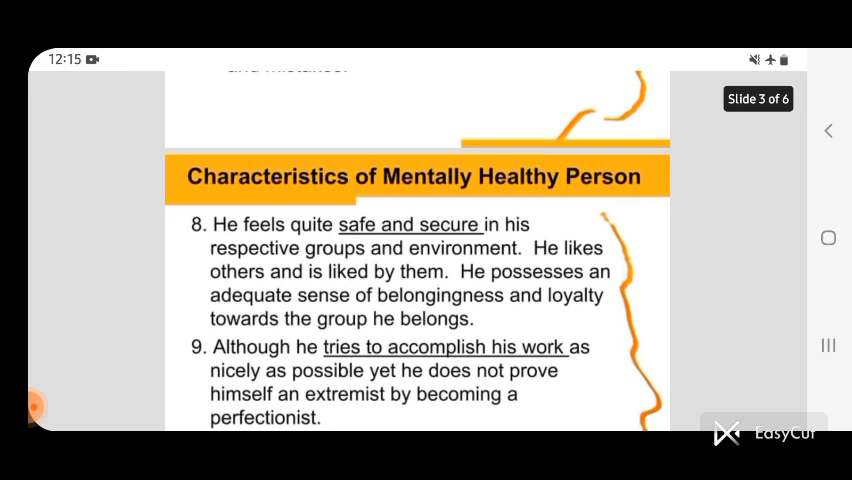 12:15
and mistakes.
Slide 3 of 6
Characteristics of Mentally Healthy Person
8. He feels quite safe and secure in his
respective groups and environment. He likes
others and is liked by them. He possesses an
adequate sense of belongingness and loyalty
towards the group he belongs.
9. Although he tries to accomplish his work as
nicely as possible yet he does not prove
himself an extremist by becoming a
perfectionist.
EasyCut